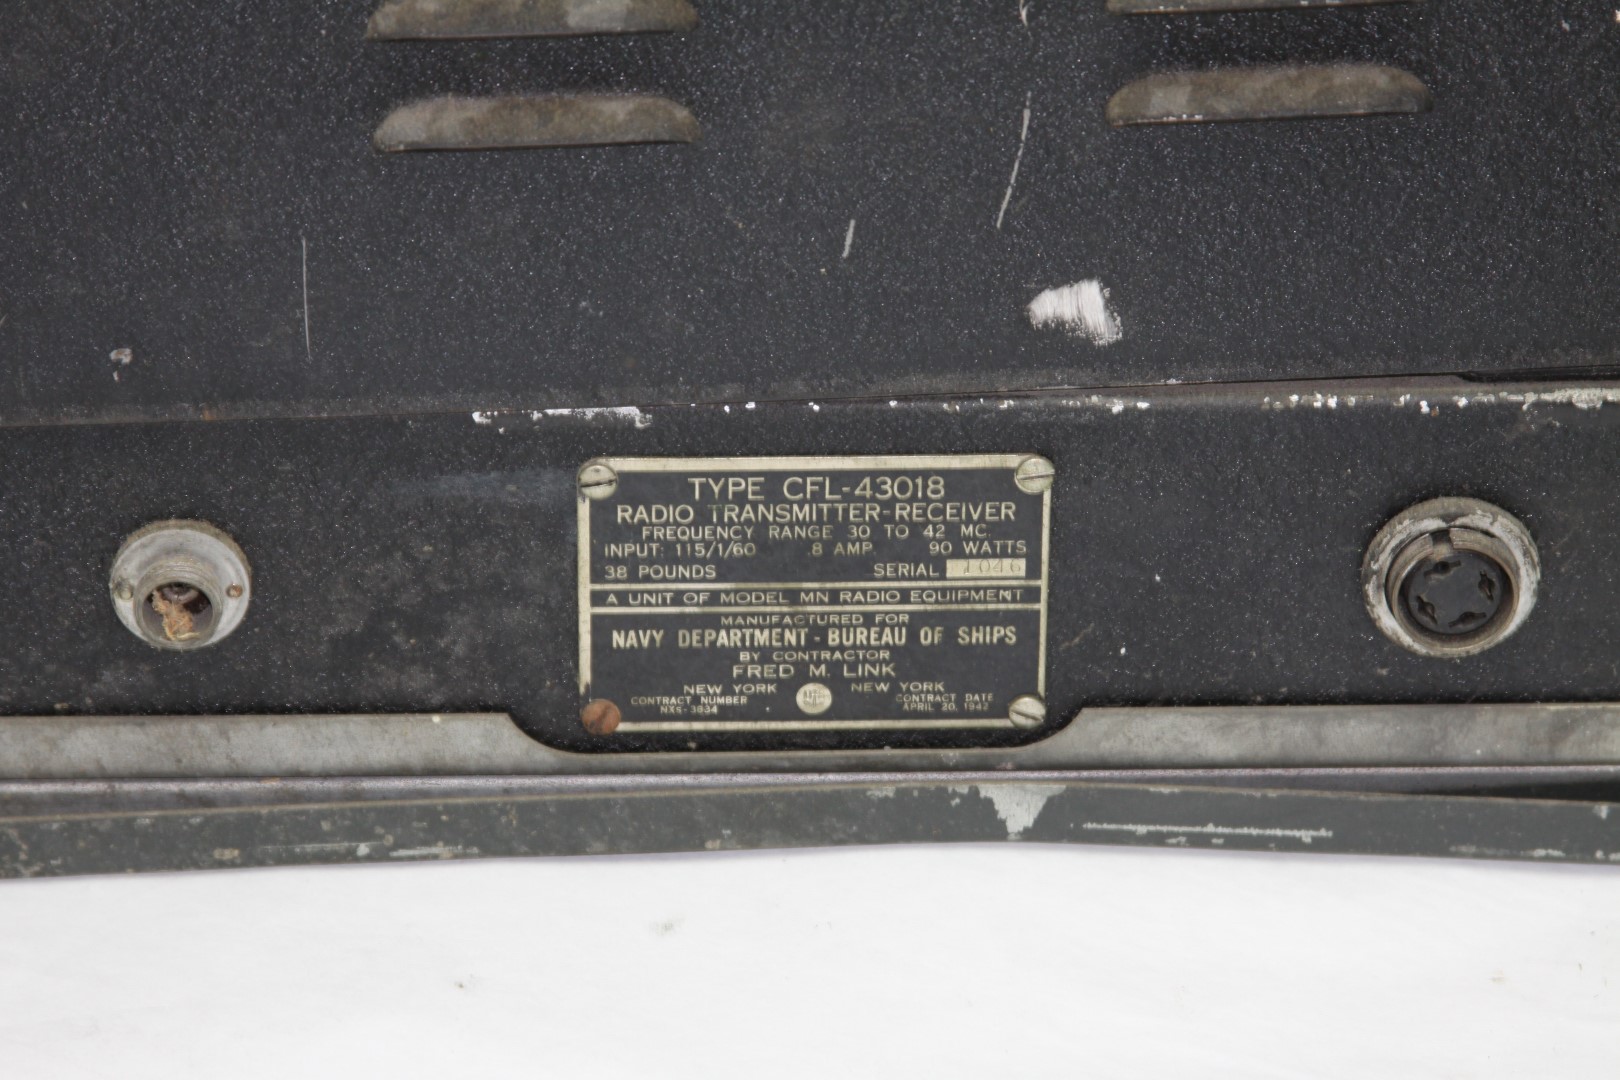 TYPE CFL-43018
RADIO TRANSMITTER-RECEIVER
FREQUENCY RANGE 30 TO 42 MC.
INPUT: 115/1/60 .8 AMP. 90 WATTS
38 POUNDS SERIAL 1046
A UNIT OF MODEL MN RADIO EQUIPMENT
MANUFACTURED FOR
NAVY DEPARTMENT - BUREAU OF SHIPS
BY CONTRACTOR
FRED M. LINK
NEW YORK NEW YORK
CONTRACT NUMBER CONTRACT DATE
NXS-3834 APRIL 20, 1942